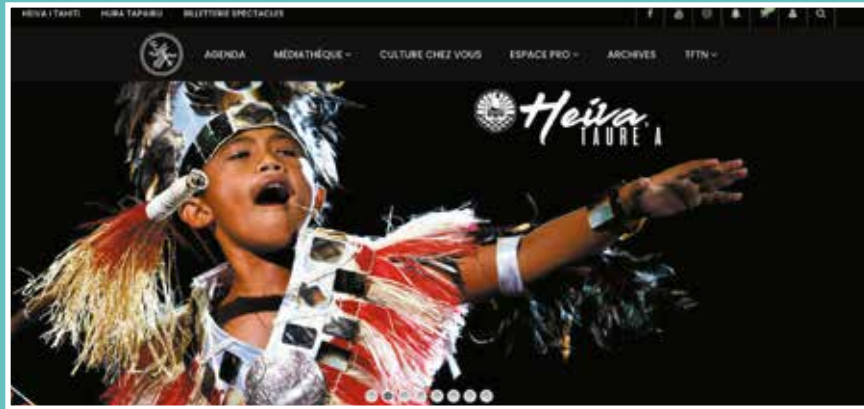 HEIVA I TAHITI HURA TAPAIRU BILLETTERIE SPECTACLES
AGENDA MÉDIATHÈQUE CULTURE CHEZ VOUS ESPACE PRO ARCHIVES TFTN
Heiva
TAURE'A